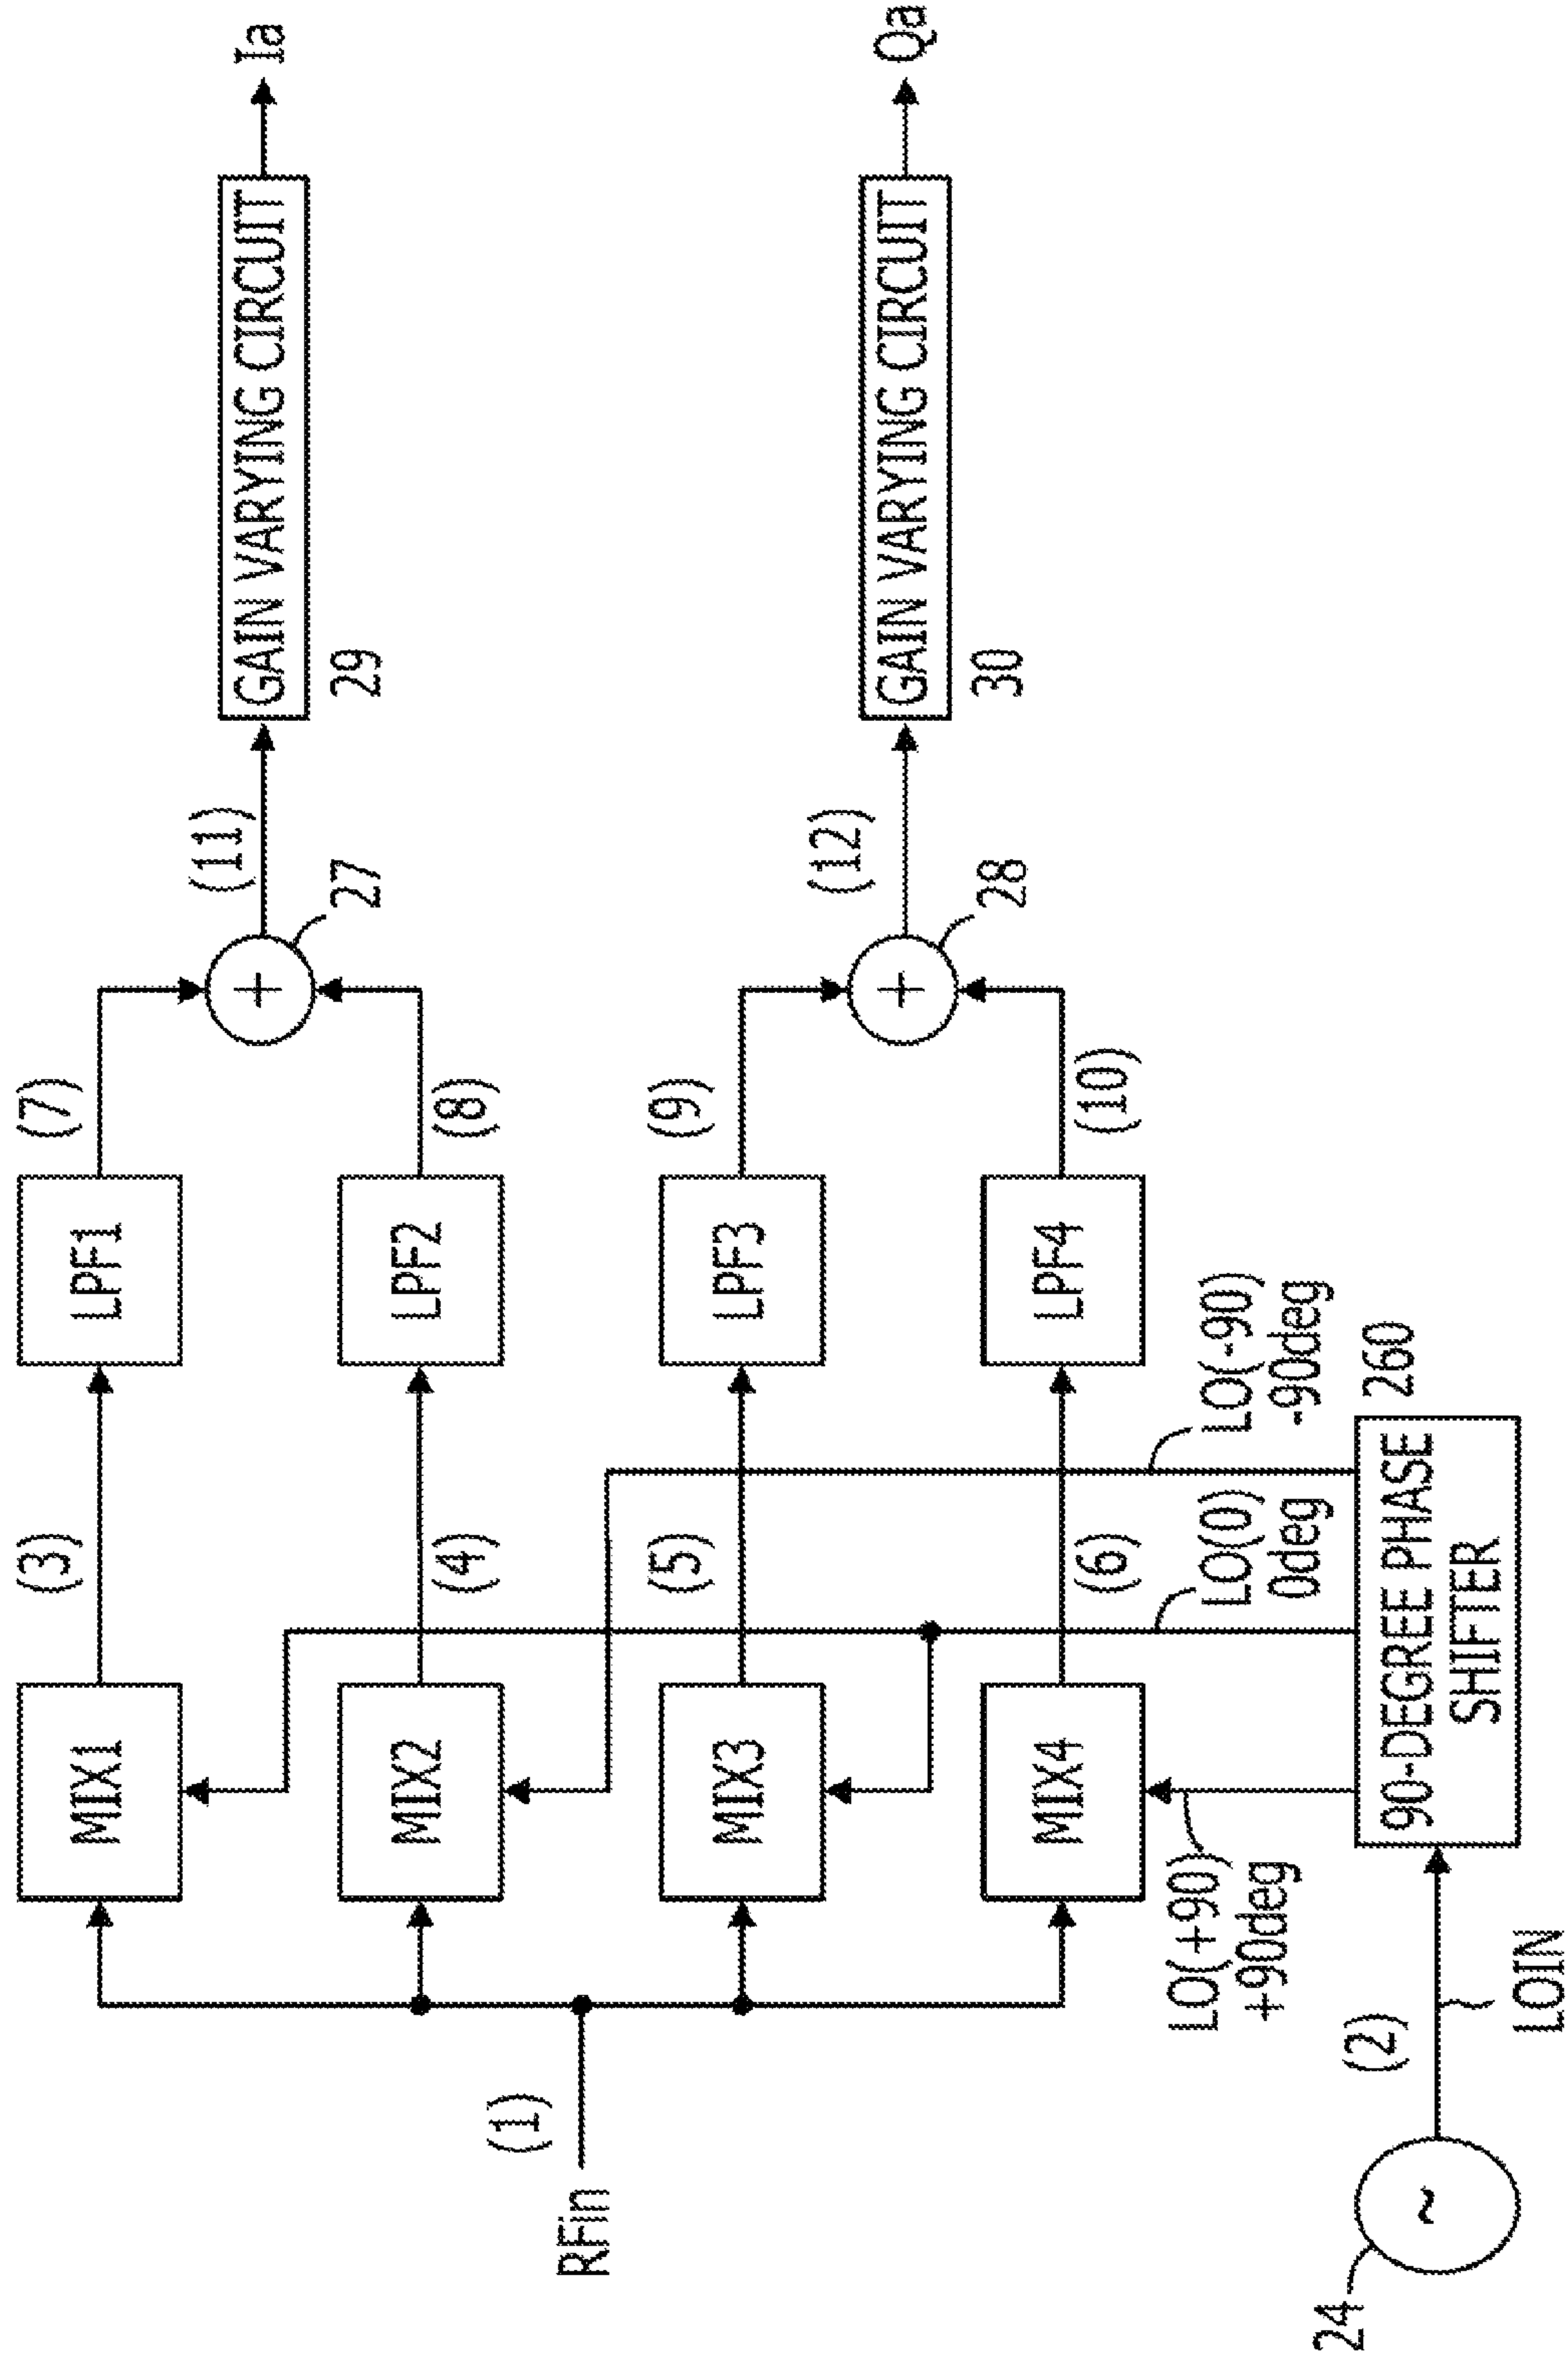 (3)
(7)
MIX1
LPF1
(11)
27
GAIN VARYING CIRCUIT
Ia
29
(4)
(8)
MIX2
LPF2
(1)
RFin
(5)
(9)
MIX3
LPF3
(12)
28
GAIN VARYING CIRCUIT
Qa
30
(6)
(10)
MIX4
LPF4
LO(+90)
+90deg
LO(0)
0deg
LO(-90)
-90deg
24
~
(2)
LOIN
90-DEGREE PHASE
SHIFTER
260
+
+